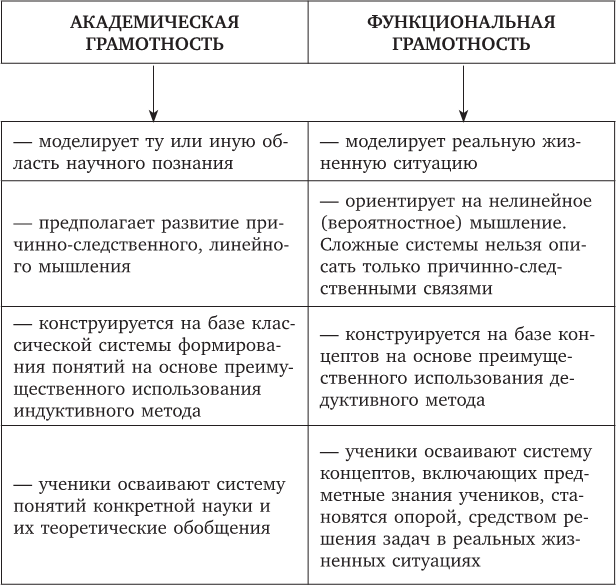 АКАДЕМИЧЕСКАЯ
ГРАМОТНОСТЬ
ФУНКЦИОНАЛЬНАЯ
ГРАМОТНОСТЬ
— моделирует ту или иную об-
ласть научного познания
— моделирует реальную жиз-
ненную ситуацию
— предполагает развитие при-
чинно-следственного, линейно-
го мышления
— ориентирует на нелинейное
(вероятностное) мышление.
Сложные системы нельзя опи-
сать только причинно-след-
ственными связями
— конструируется на базе клас-
сической системы формирова-
ния понятий на основе преиму-
щественного использования
индуктивного метода
— конструируется на базе кон-
цептов на основе преимуще-
ственного использования де-
дуктивного метода
— ученики осваивают систему
понятий конкретной науки и
их теоретические обобщения
— ученики осваивают систему
концептов, включающих пред-
метные знания учеников, ста-
новятся опорой, средством ре-
шения задач в реальных жиз-
ненных ситуациях